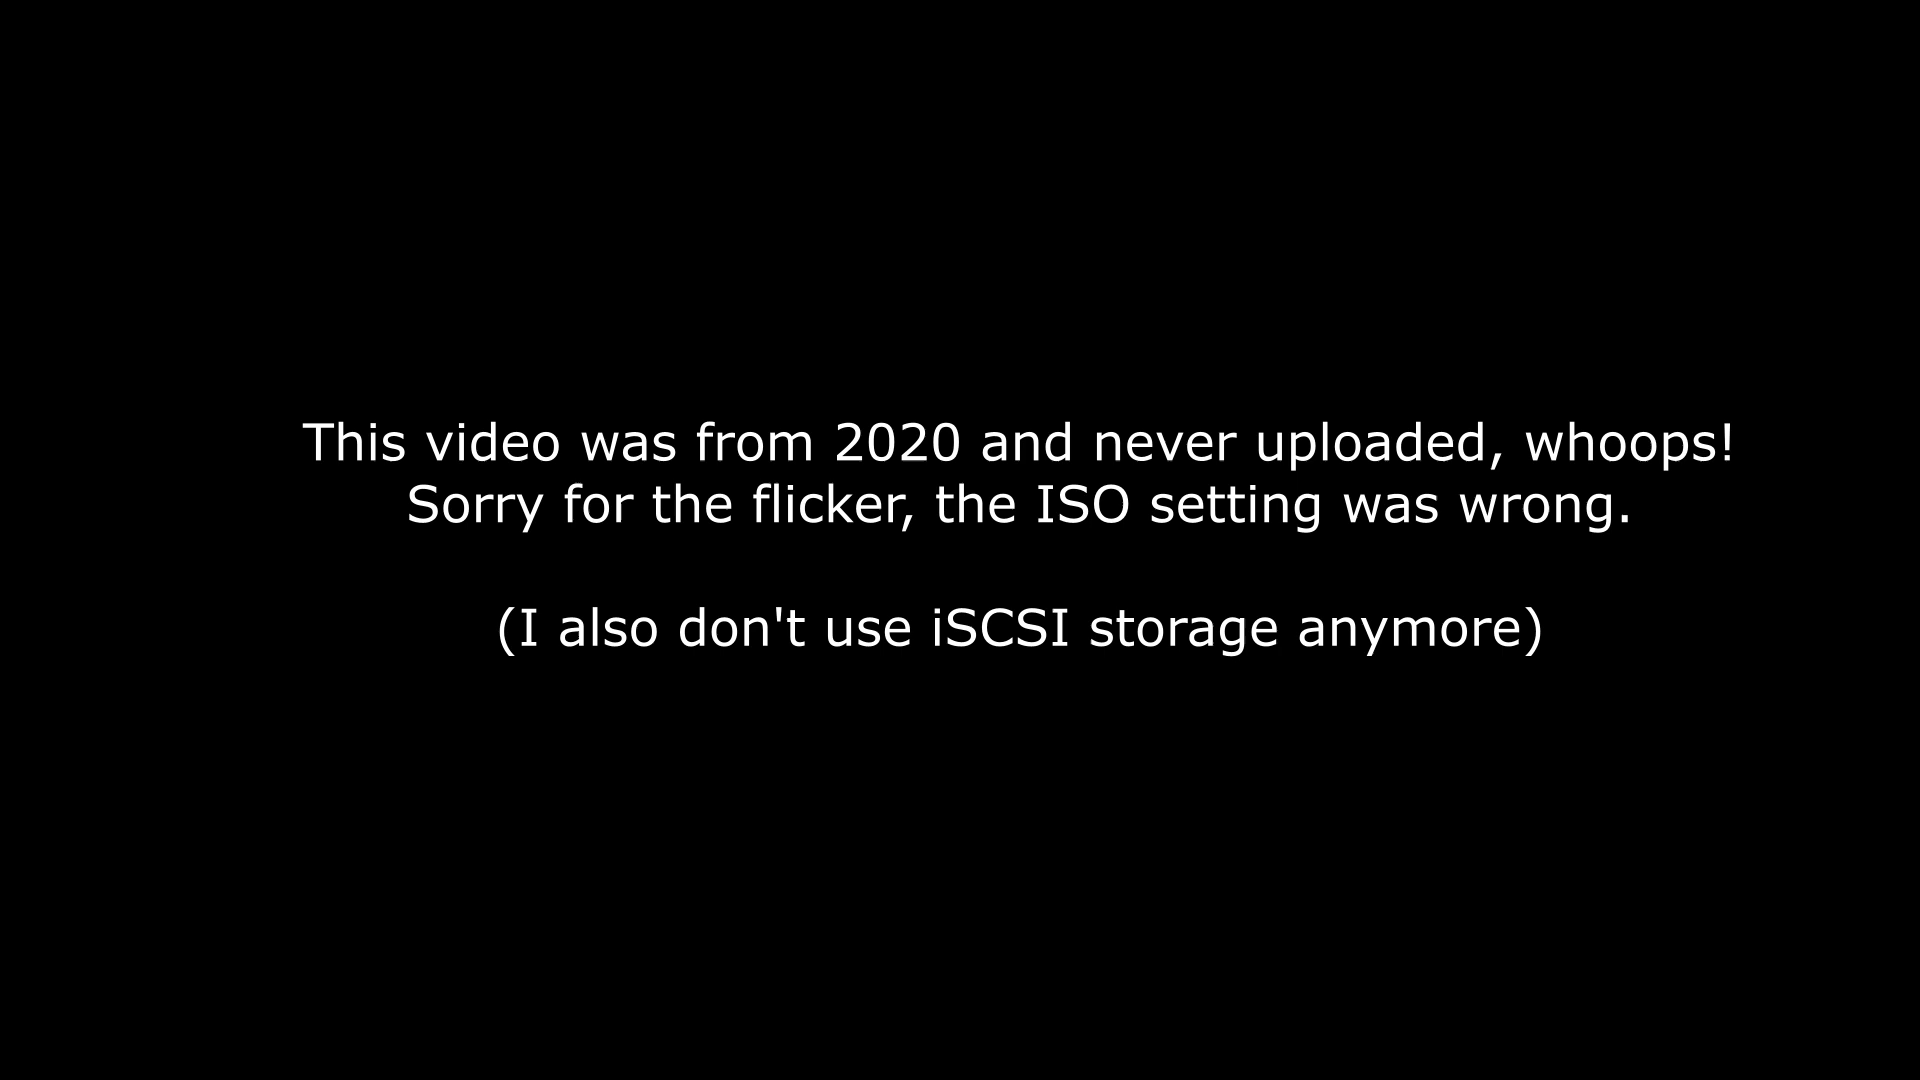 This video was from 2020 and never uploaded, whoops!
Sorry for the flicker, the ISO setting was wrong.
(I also don't use iSCSI storage anymore)